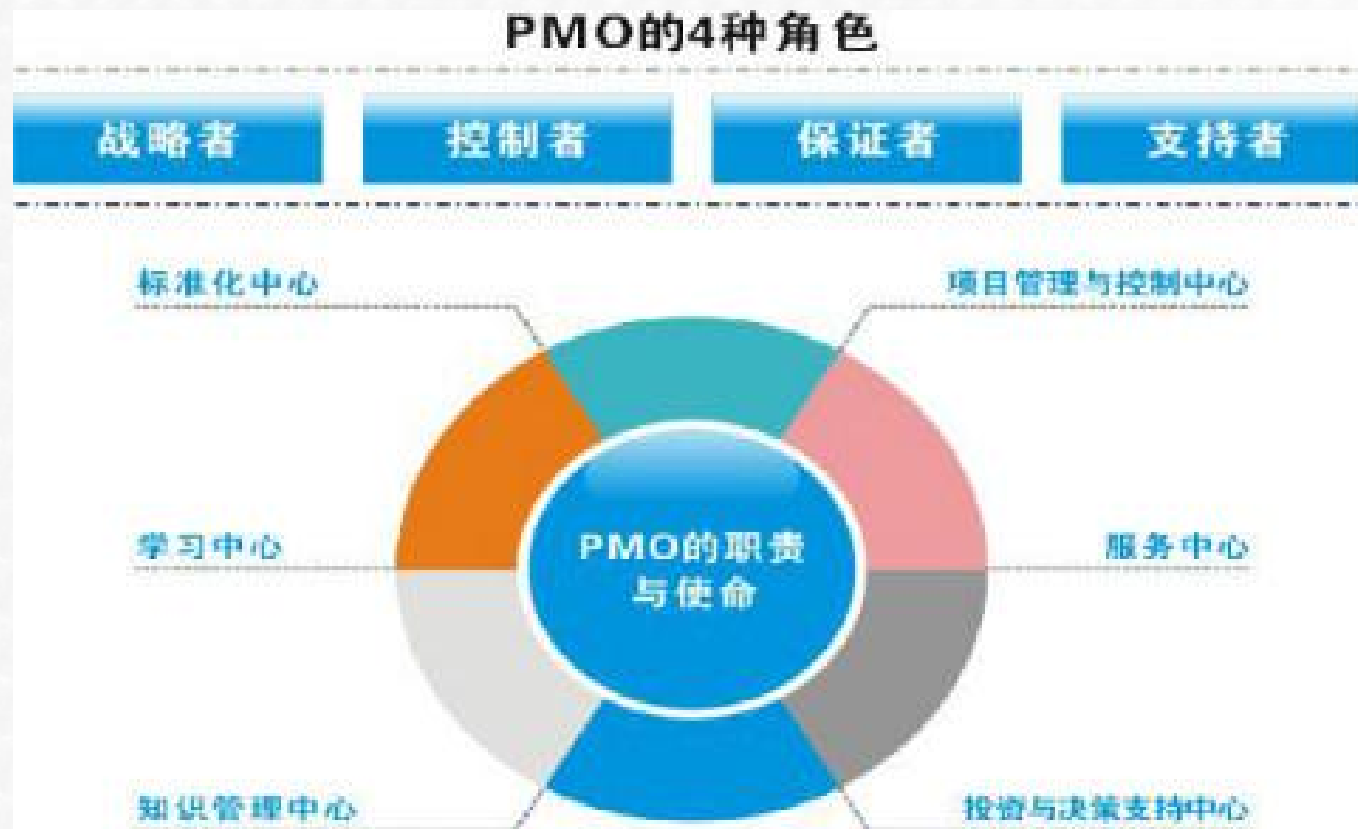 PMO的4种角色
战略者
控制者
保证者
支持者
标准化中心
项目管理与控制中心
学习中心
PMO的职责
与使命
服务中心
知识管理中心
投资与决策支持中心